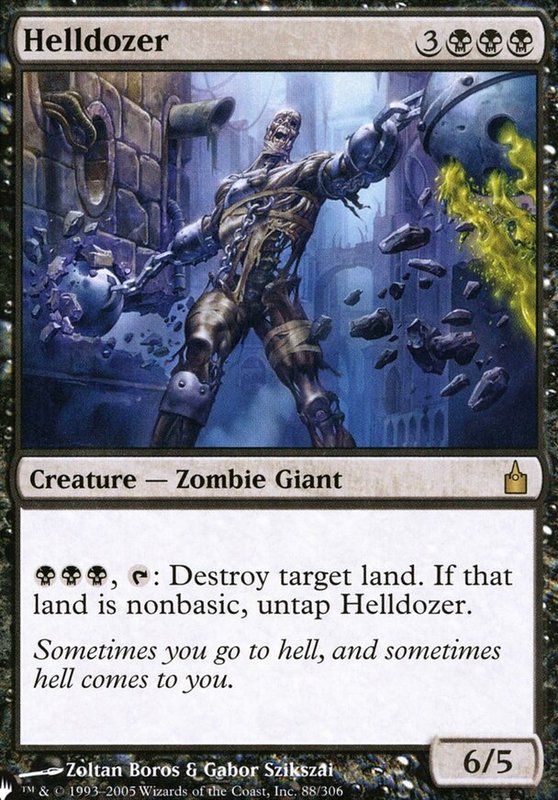 Helldozer 3
Creature — Zombie Giant
, : Destroy target land. If that
land is nonbasic, untap Helldozer.
Sometimes you go to hell, and sometimes
hell comes to you.
Zoltan Boros & Gabor Szikszai
6/5
™ & © 1993–2005 Wizards of the Coast, Inc. 88/306